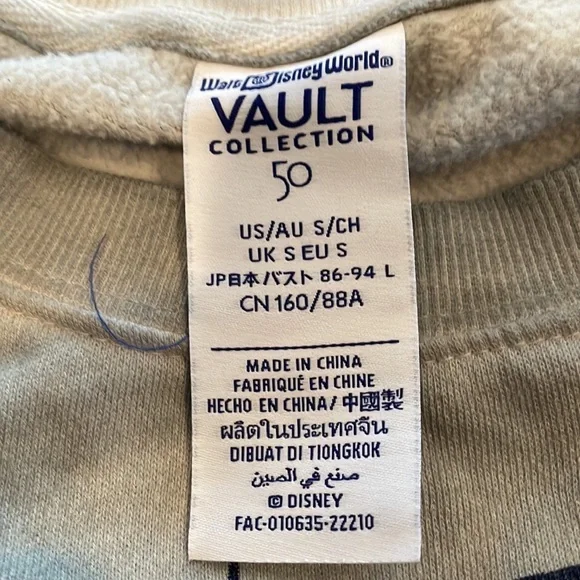 Walt Disney World®
VAULT
COLLECTION
50
US/AU S/CH
UK S EU S
JP日本 バスト 86-94 L
CN 160/88A
MADE IN CHINA
FABRIQUÉ EN CHINE
HECHO EN CHINA/ 中國製
ผลิตในประเทศจีน
DIBUAT DI TIONGKOK
صنع في الصين
© DISNEY
FAC-010635-22210